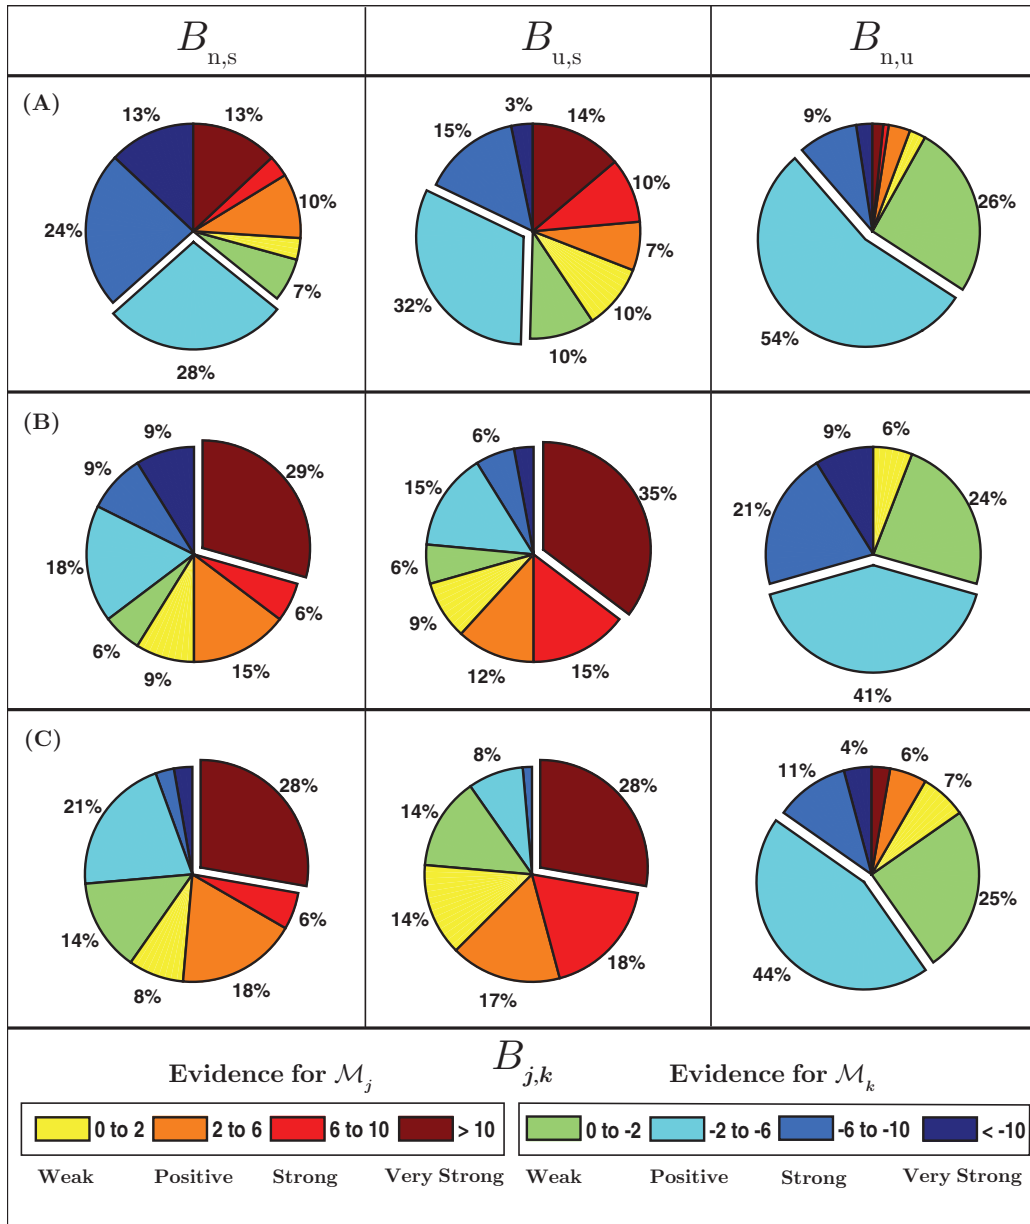 B n,s B u,s B n,u
(A)
13% 13% 10% 7% 28% 24%
3% 14% 10% 7% 10% 10% 32% 15%
9% 26% 54%
(B)
9% 29% 6% 15% 9% 6% 18% 9%
6% 35% 15% 12% 9% 6% 15%
9% 6% 24% 41% 21%
(C)
28% 6% 18% 8% 14% 21%
8% 28% 18% 17% 14% 14%
4% 6% 7% 25% 44% 11%
B j,k
Evidence for ℳ j Evidence for ℳ k
0 to 2 2 to 6 6 to 10 > 10 0 to -2 -2 to -6 -6 to -10 < -10
Weak Positive Strong Very Strong Weak Positive Strong Very Strong